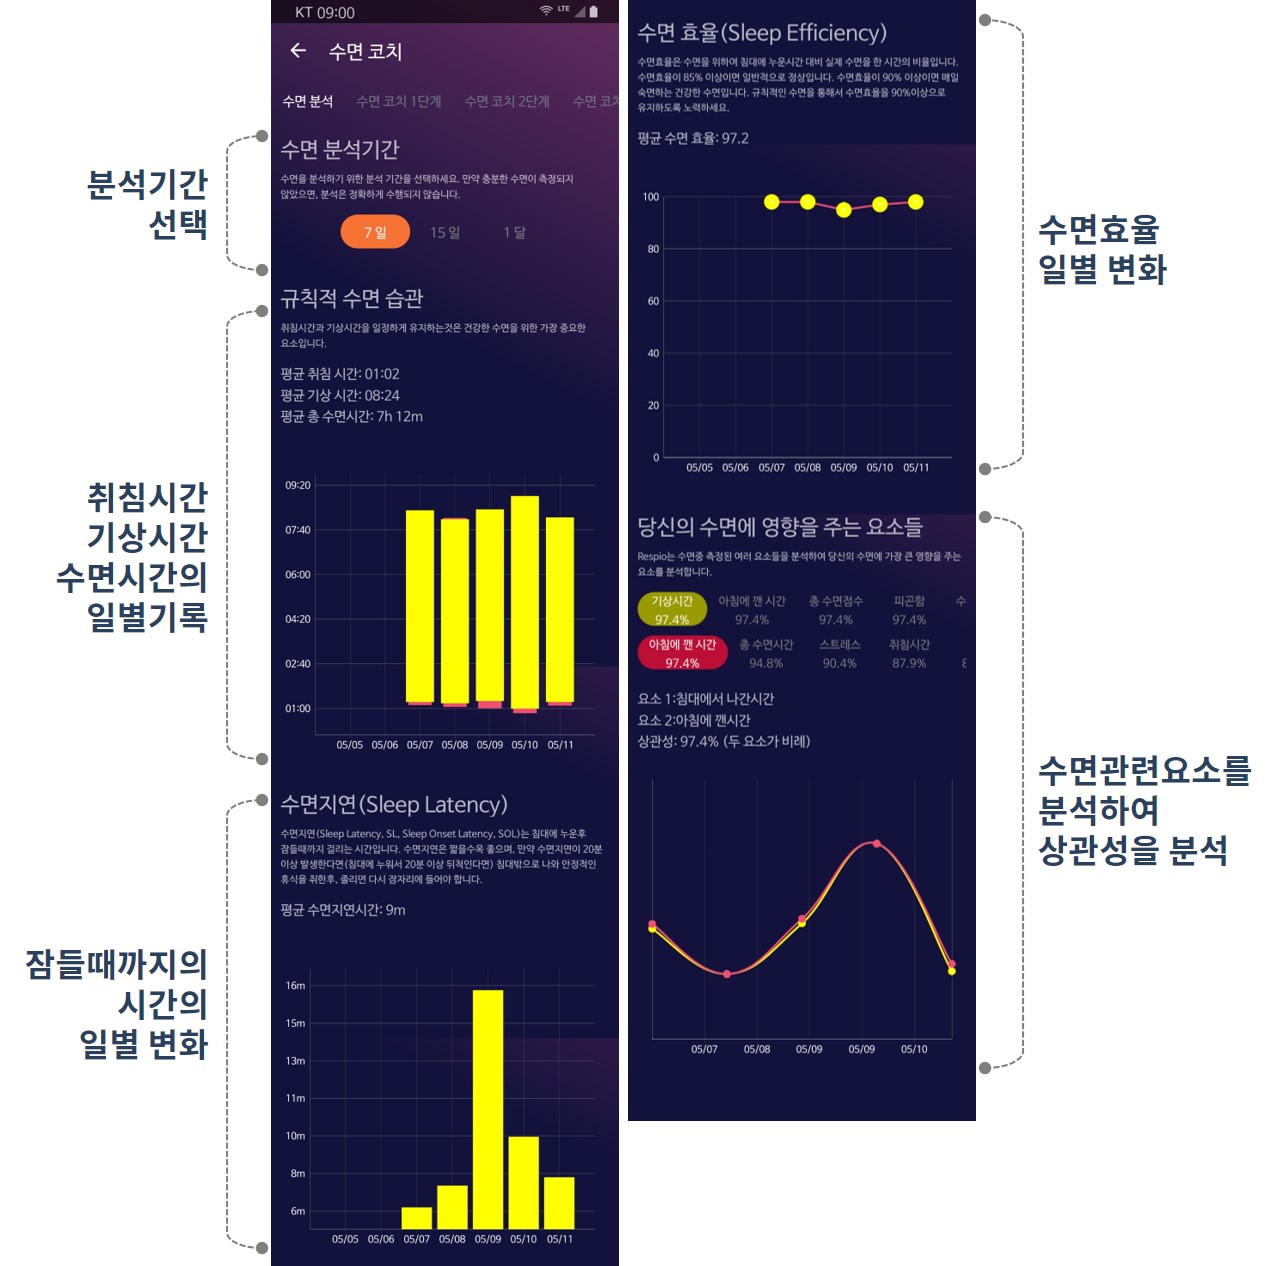 분석기간
선택
취침시간
기상시간
수면시간의
일별기록
잠들때까지의
시간의
일별 변화
KT 09:00
LTE
수면 코치
수면 분석 수면 코치 1단계 수면 코치 2단계 수면 코치
수면 분석기간
수면을 분석하기 위한 분석 기간을 선택하세요. 만약 충분한 수면이 측정되지
않았으면, 분석은 정확하게 수행되지 않습니다.
7 일 15 일 1 달
규칙적 수면 습관
취침시간과 기상시간을 일정하게 유지하는것은 건강한 수면을 위한 가장 중요한
요소입니다.
평균 취침 시간: 01:02
평균 기상 시간: 08:24
평균 총 수면시간: 7h 12m
09:20
07:40
06:00
04:20
02:40
01:00
05/05 05/06 05/07 05/08 05/09 05/10 05/11
수면지연(Sleep Latency)
수면지연(Sleep Latency, SL, Sleep Onset Latency, SOL)는 침대에 누운후
잠들때까지 걸리는 시간입니다. 수면지연은 짧을수옥 좋으며, 만약 수면지연이 20분
이상 발생한다면(침대에 누워서 20분 이상 뒤척인다면) 침대밖으로 나와 안정적인
휴식을 취한후, 졸리면 다시 잠자리에 들어야 합니다.
평균 수면지연시간: 9m
16m
15m
13m
11m
10m
8m
6m
05/05 05/06 05/07 05/08 05/09 05/10 05/11
수면 효율(Sleep Efficiency)
수면효율은 수면을 위하여 침대에 누운시간 대비 실제 수면을 한 시간의 비율입니다.
수면효율이 85% 이상이면 일반적으로 정상입니다. 수면효율이 90% 이상이면 매일
숙면하는 건강한 수면입니다. 규칙적인 수면을 통해서 수면효율을 90%이상으로
유지하도록 노력하세요.
평균 수면 효율: 97.2
100
80
60
40
20
0
05/05 05/06 05/07 05/08 05/09 05/10 05/11
당신의 수면에 영향을 주는 요소들
Respio는 수면중 측정된 여러 요소들을 분석하여 당신의 수면에 가장 큰 영향을 주는
요소를 분석합니다.
기상시간 아침에 깬 시간 총 수면점수 피곤함 수
97.4% 97.4% 97.4% 97.4%
아침에 깬 시간 총 수면시간 스트레스 취침시간
97.4% 94.8% 90.4% 87.9% 8
요소 1:침대에서 나간시간
요소 2:아침에 깬시간
상관성: 97.4% (두 요소가 비례)
05/07 05/08 05/09 05/09 05/10
수면효율
일별 변화
수면관련요소를
분석하여
상관성을 분석